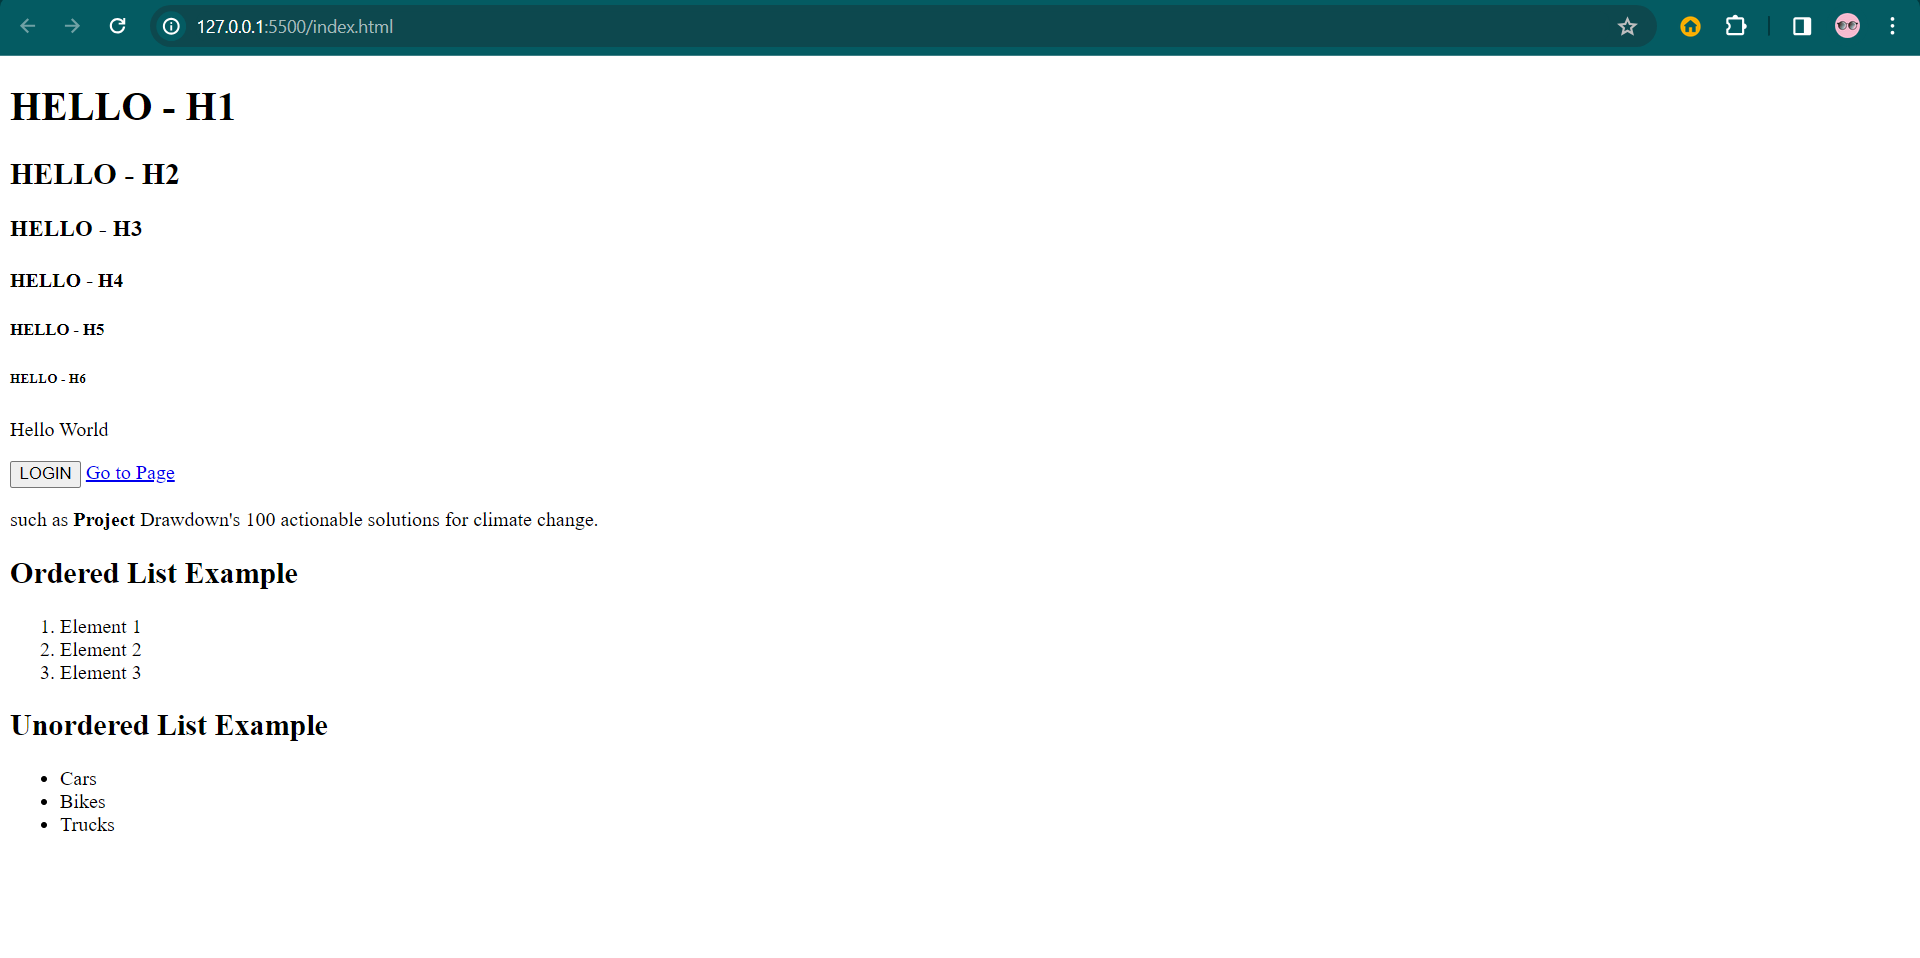 127.0.0.1:5500/index.html
HELLO - H1
HELLO - H2
HELLO - H3
HELLO - H4
HELLO - H5
HELLO - H6
Hello World
LOGIN Go to Page
such as Project Drawdown's 100 actionable solutions for climate change.
Ordered List Example
1. Element 1
2. Element 2
3. Element 3
Unordered List Example
• Cars
• Bikes
• Trucks